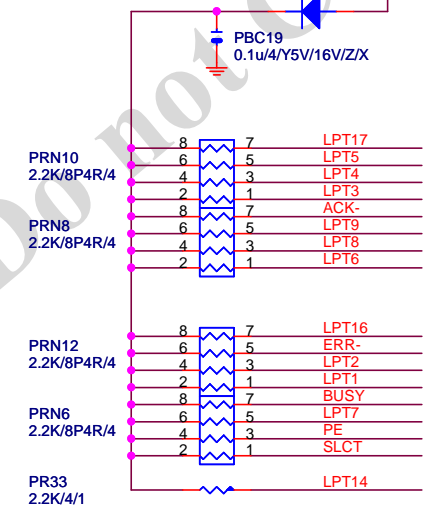 PBC19
0.1u/4/Y5V/16V/Z/X
8 7 LPT17
PRN10 6 5 LPT5
2.2K/8P4R/4 4 3 LPT4
2 1 LPT3
8 7 ACK-
PRN8 6 5 LPT9
2.2K/8P4R/4 4 3 LPT8
2 1 LPT6
8 7 LPT16
PRN12 6 5 ERR-
2.2K/8P4R/4 4 3 LPT2
2 1 LPT1
8 7 BUSY
PRN6 6 5 LPT7
2.2K/8P4R/4 4 3 PE
2 1 SLCT
PR33 LPT14
2.2K/4/1
Do not